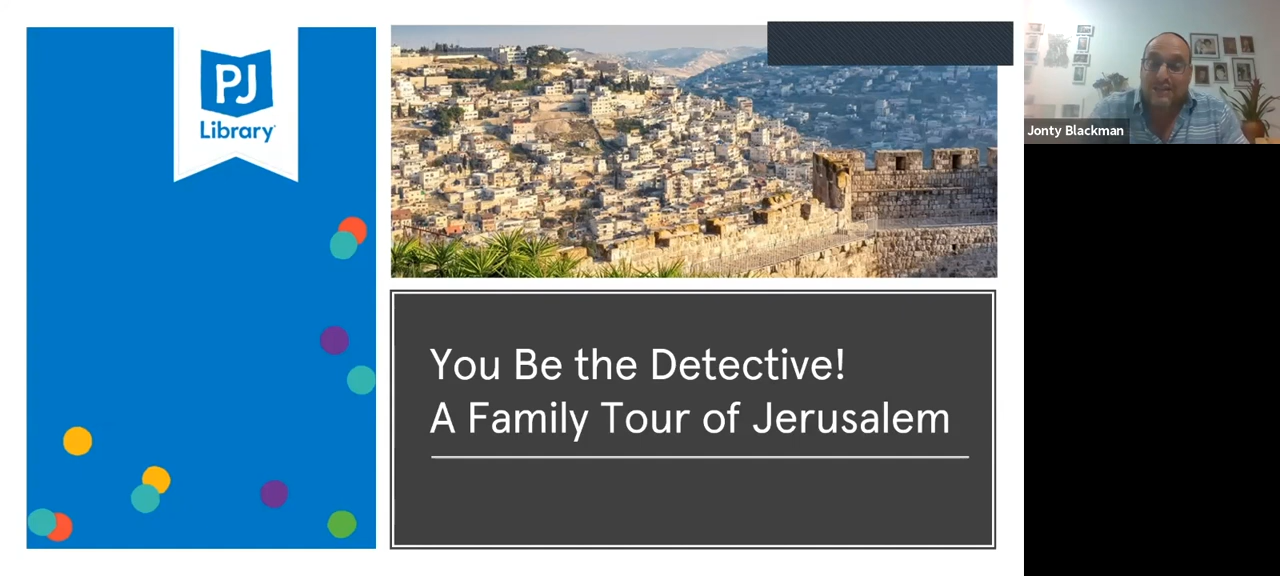 PJ
Library
You Be the Detective!
A Family Tour of Jerusalem
Jonty Blackman